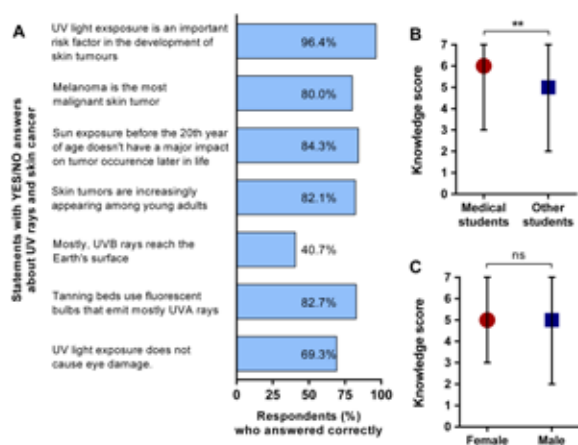 A
Statements with YES/NO answers
about UV rays and skin cancer
UV light exsposure is an important
risk factor in the development of
skin tumours
96.4%
Melanoma is the most
malignant skin tumor
80.0%
Sun exposure before the 20th year
of age doesn't have a major impact
on tumor occurence later in life
84.3%
Skin tumors are increasingly
appearing among young adults
82.1%
Mostly, UVB rays reach the
Earth's surface
40.7%
Tanning beds use fluorescent
bulbs that emit mostly UVA rays
82.7%
UV light exposure does not
cause eye damage.
69.3%
0 25 50 75 100
Respondents (%)
who answered correctly
B
**
Knowledge score
7
6
5
4
3
2
1
0
Medical
students
Other
students
C
ns
Knowledge score
7
6
5
4
3
2
1
0
Female Male